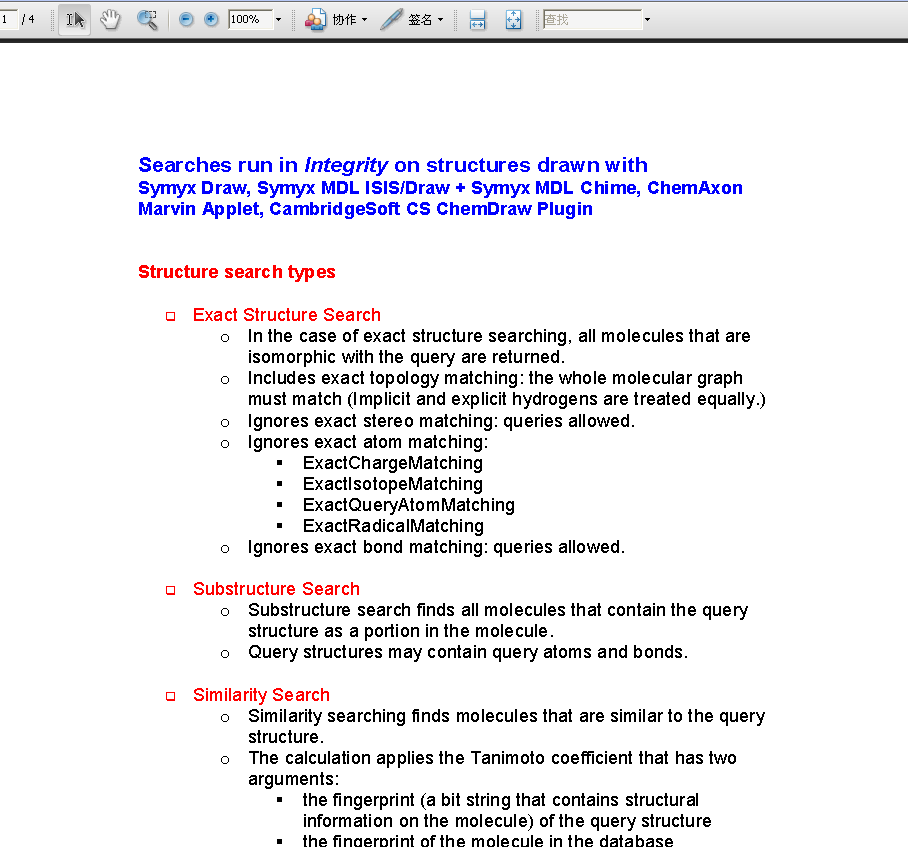 1 / 4 100% 协作 签名 查找
Searches run in Integrity on structures drawn with
Symyx Draw, Symyx MDL ISIS/Draw + Symyx MDL Chime, ChemAxon
Marvin Applet, CambridgeSoft CS ChemDraw Plugin
Structure search types
Exact Structure Search
In the case of exact structure searching, all molecules that are
isomorphic with the query are returned.
Includes exact topology matching: the whole molecular graph
must match (Implicit and explicit hydrogens are treated equally.)
Ignores exact stereo matching: queries allowed.
Ignores exact atom matching:
ExactChargeMatching
ExactIsotopeMatching
ExactQueryAtomMatching
ExactRadicalMatching
Ignores exact bond matching: queries allowed.
Substructure Search
Substructure search finds all molecules that contain the query
structure as a portion in the molecule.
Query structures may contain query atoms and bonds.
Similarity Search
Similarity searching finds molecules that are similar to the query
structure.
The calculation applies the Tanimoto coefficient that has two
arguments:
the fingerprint (a bit string that contains structural
information on the molecule) of the query structure
the fingerprint of the molecule in the database